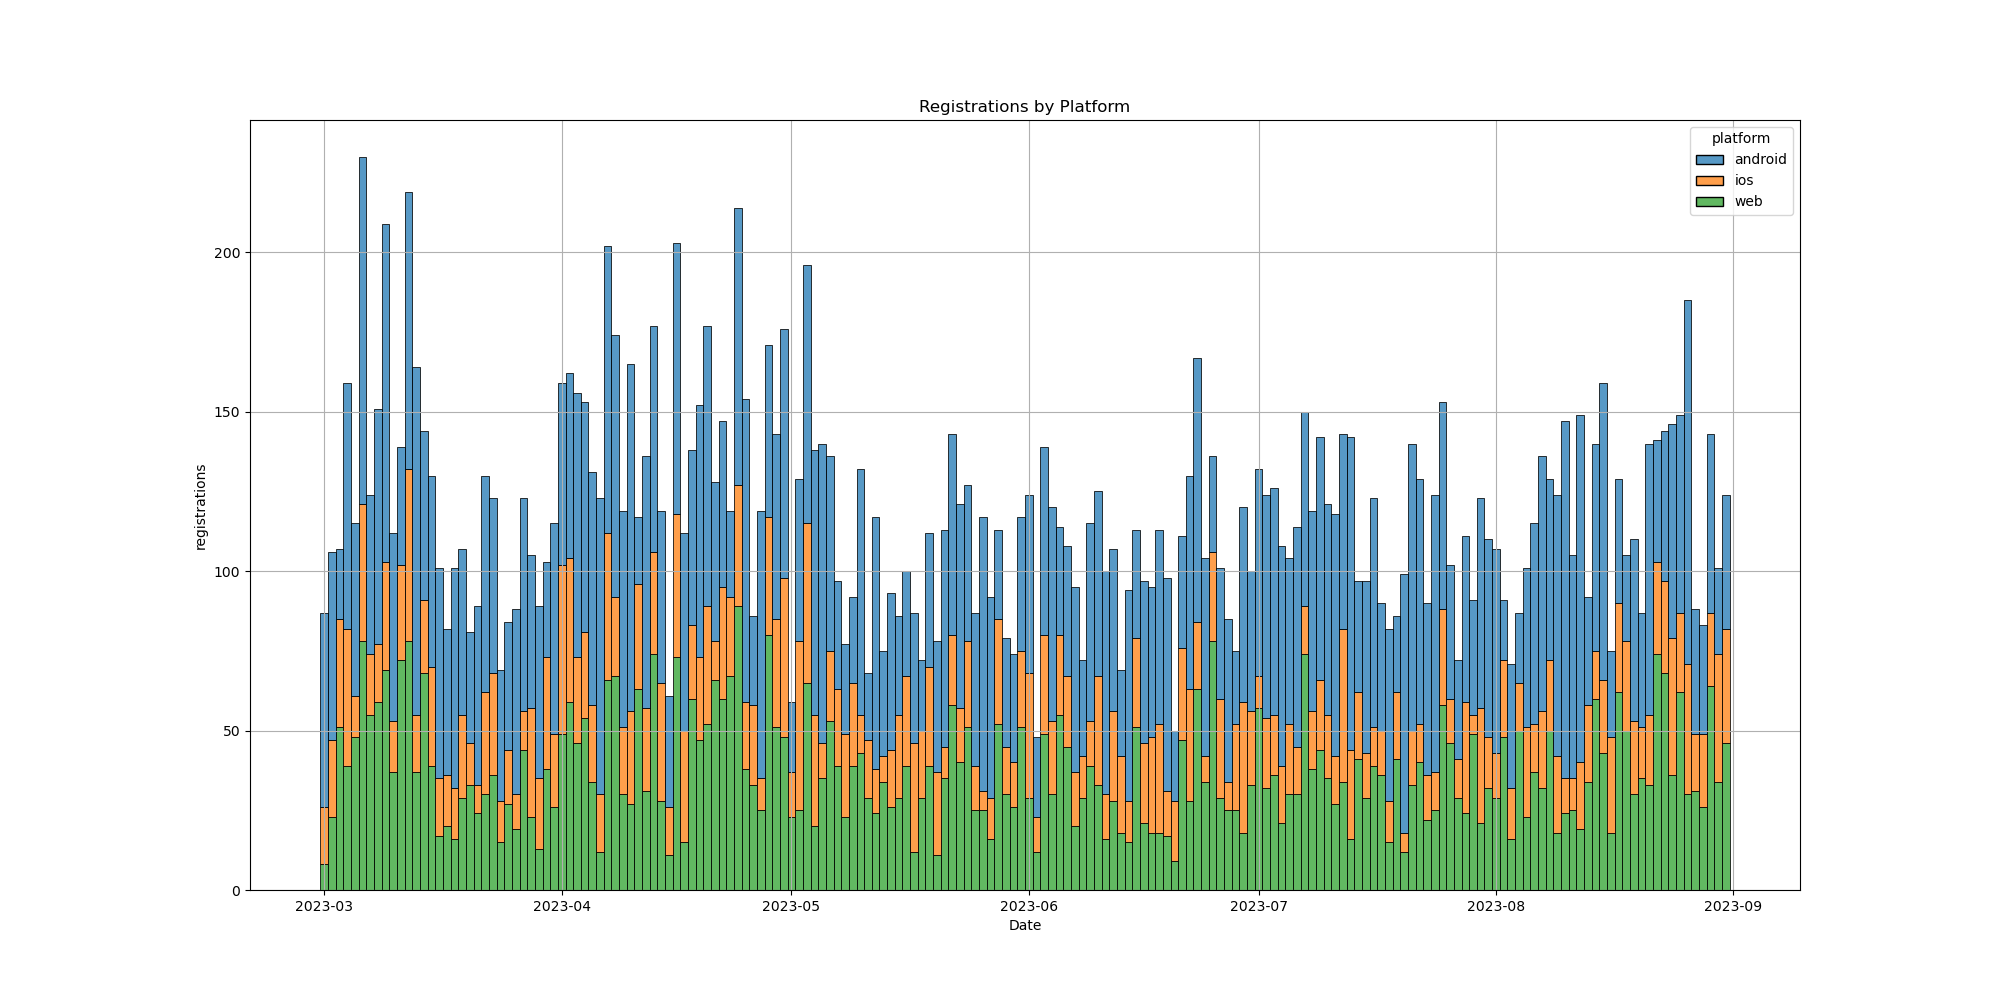 Registrations by Platform
platform
android
ios
web
registrations
200
150
100
50
0
2023-03 2023-04 2023-05 2023-06 2023-07 2023-08 2023-09
Date